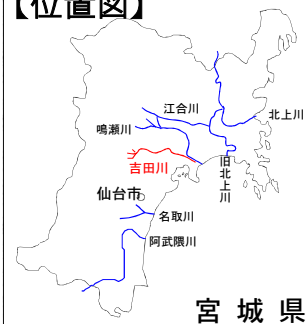 【位置図】
江合川
北上川
鳴瀬川
旧北上川
吉田川
仙台市
名取川
阿武隈川
宮城県